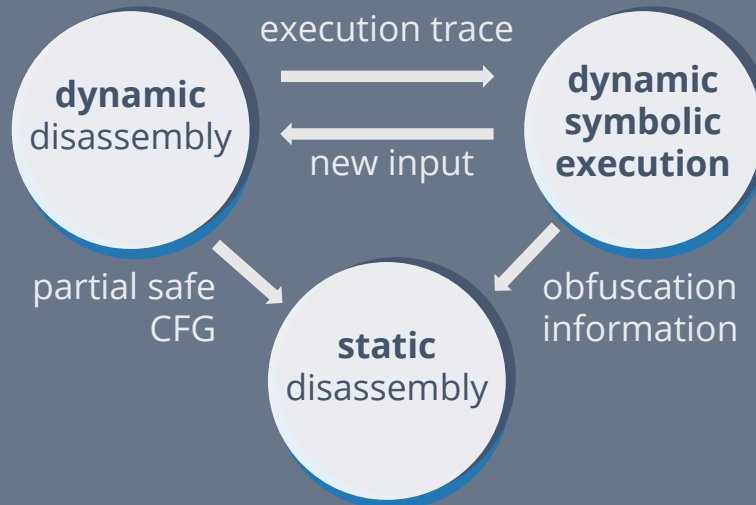 execution trace
dynamic
disassembly
dynamic
symbolic
execution
new input
partial safe
CFG
obfuscation
information
static
disassembly